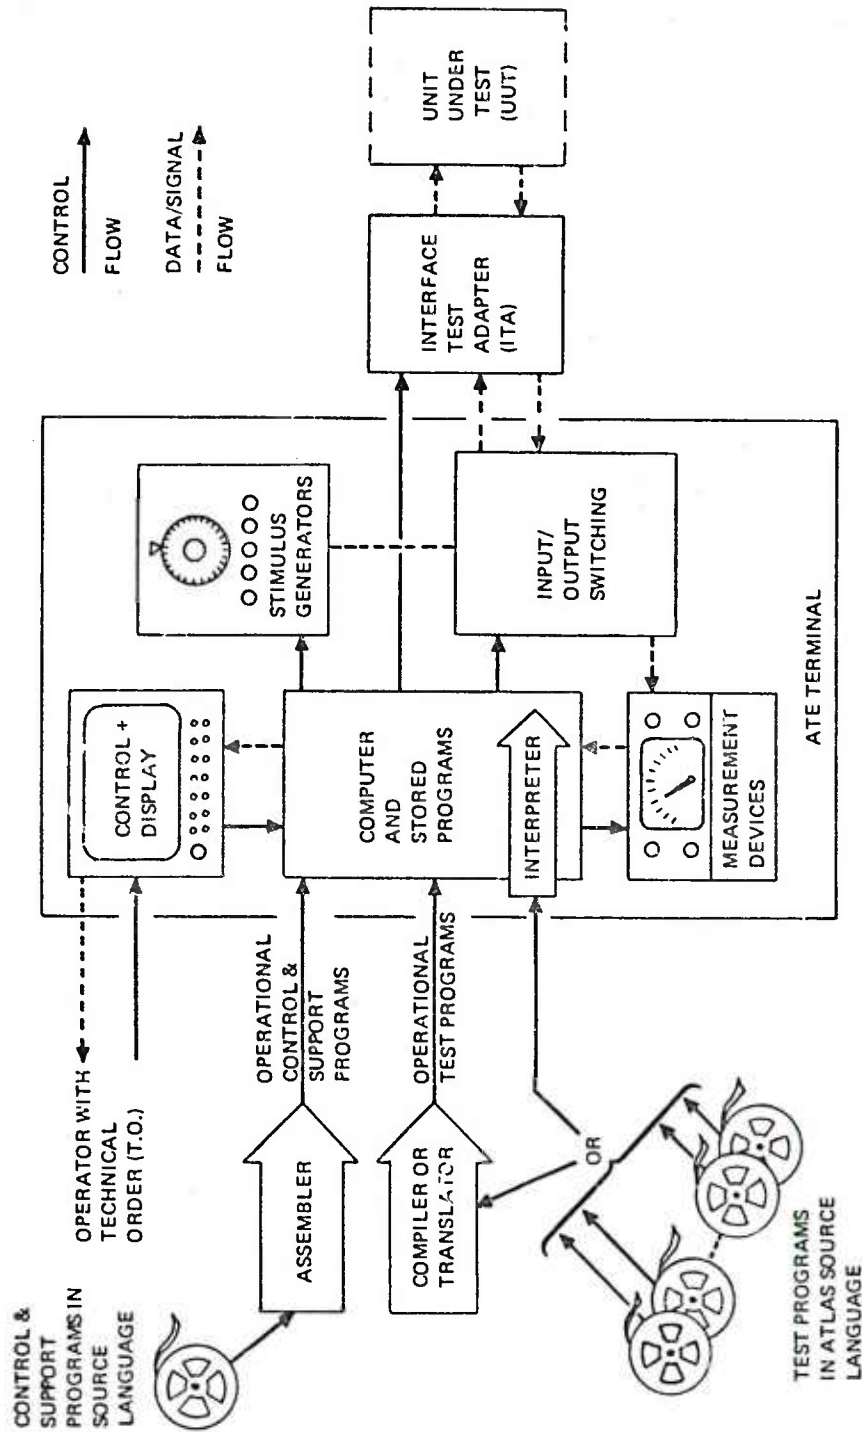 CONTROL &
SUPPORT
PROGRAMS IN
SOURCE
LANGUAGE
OPERATOR WITH
TECHNICAL
ORDER (T.O.)
CONTROL +
DISPLAY
STIMULUS
GENERATORS
CONTROL
FLOW
DATA/SIGNAL
FLOW
ASSEMBLER
OPERATIONAL
CONTROL &
SUPPORT
PROGRAMS
COMPUTER
AND
STORED
PROGRAMS
COMPILER OR
TRANSLATOR
OPERATIONAL
TEST PROGRAMS
INTERPRETER
INPUT/
OUTPUT
SWITCHING
INTERFACE
TEST
ADAPTER
(ITA)
UNIT
UNDER
TEST
(UUT)
OR
MEASUREMENT
DEVICES
ATE TERMINAL
TEST PROGRAMS
IN ATLAS SOURCE
LANGUAGE